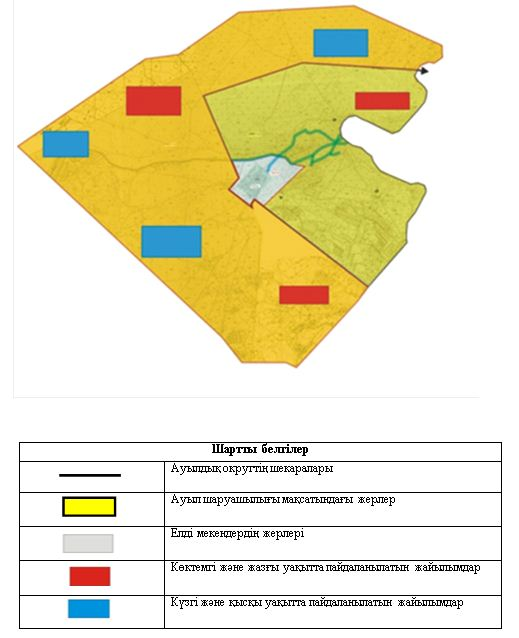 Шартты белгілер
Ауылдық округтің шекаралары
Ауыл шаруашылығы мақсатындағы жерлер
Елді мекендердің жерлері
Көктемгі және жазғы уақытта пайдаланылатын жайылымдар
Күзгі және қысқы уақытта пайдаланылатын жайылымдар